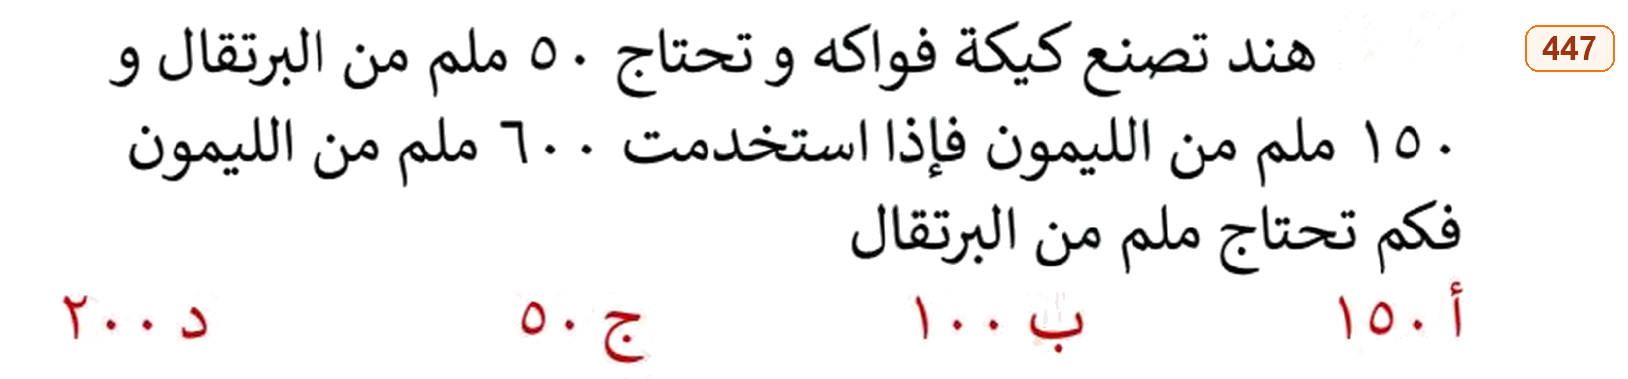 447
هند تصنع كيكة فواكه و تحتاج ٥٠ ملم من البرتقال و
١٥٠ ملم من الليمون فإذا استخدمت ٦٠٠ ملم من الليمون
فكم تحتاج ملم من البرتقال
أ ١٥٠ ب ١٠٠ ج ٥٠ د ٢٠٠